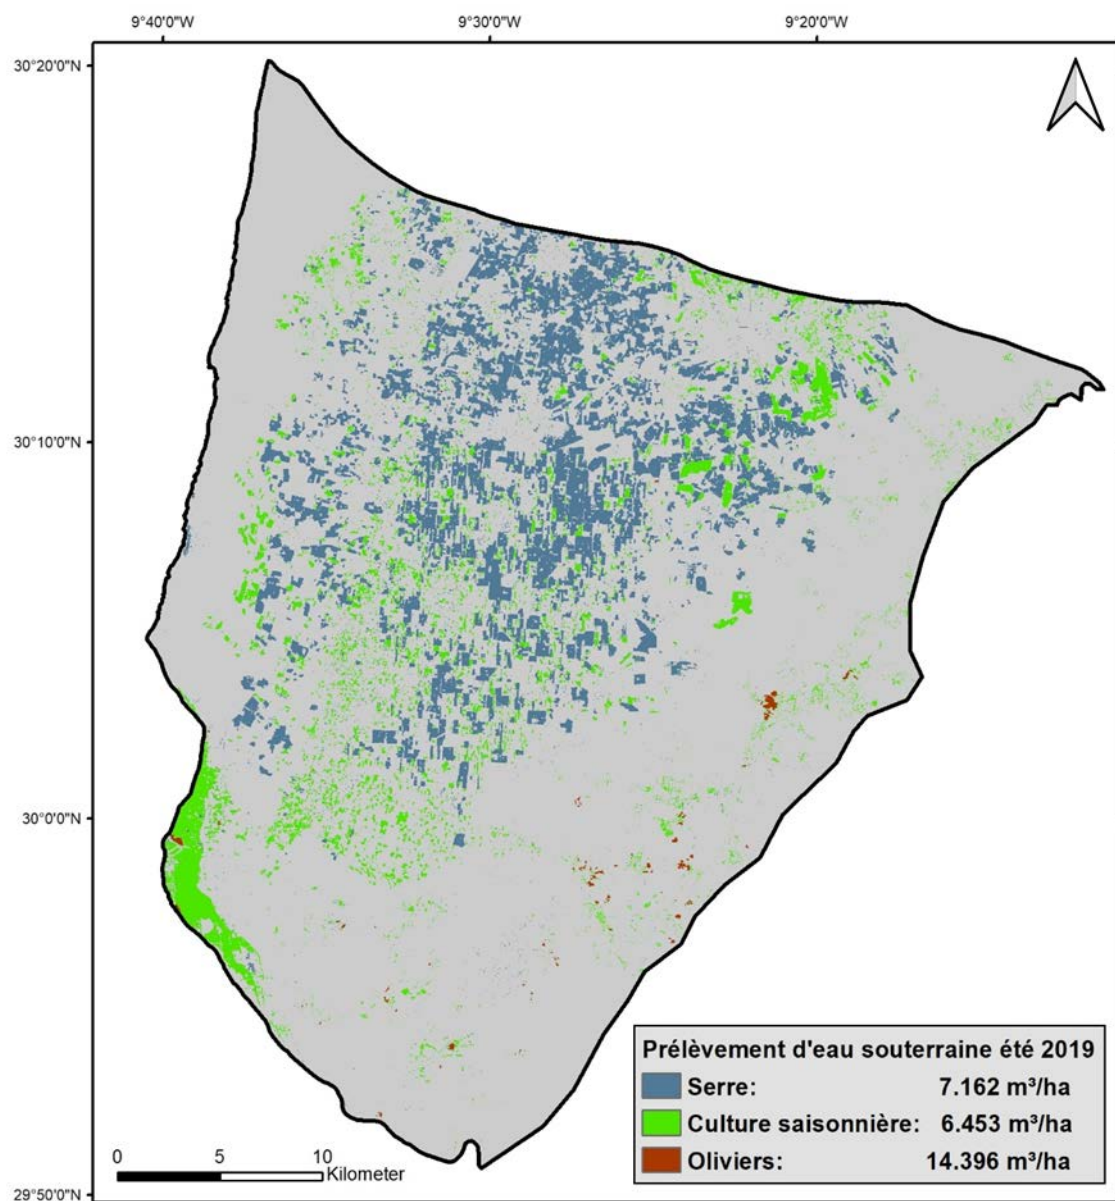 9°40'0"W 9°30'0"W 9°20'0"W
30°20'0"N
30°10'0"N
30°0'0"N
29°50'0"N
Prélèvement d'eau souterraine été 2019
Serre: 7.162 m³/ha
Culture saisonnière: 6.453 m³/ha
Oliviers: 14.396 m³/ha
0 5 10
Kilometer